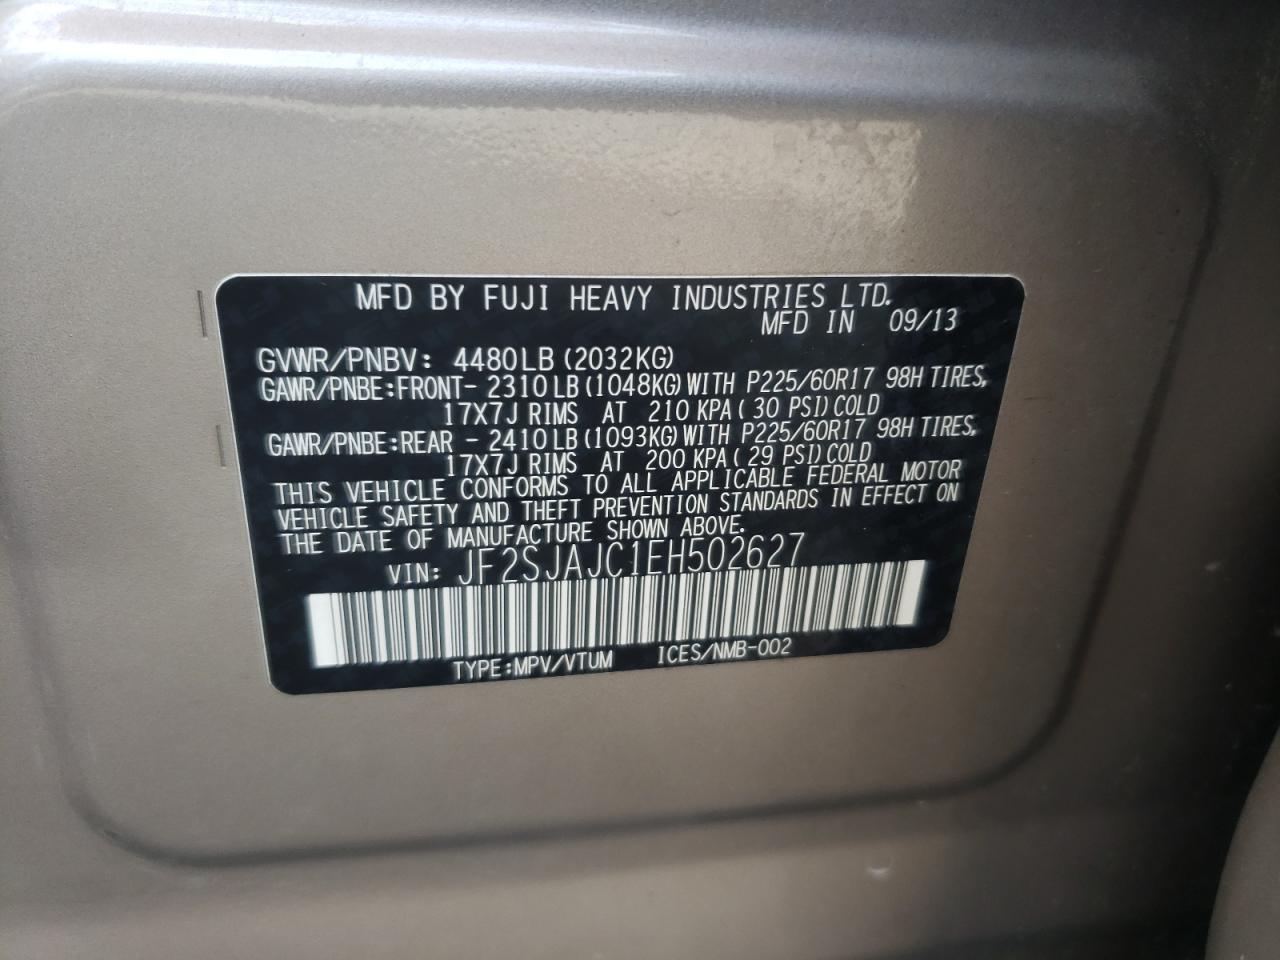 MFD BY FUJI HEAVY INDUSTRIES LTD.
MFD IN 09/13
GVWR/PNBV: 4480LB (2032KG)
GAWR/PNBE:FRONT- 2310LB (1048KG) WITH P225/60R17 98H TIRES,
17X7J RIMS AT 210 KPA (30 PSI) COLD
GAWR/PNBE:REAR - 2410LB (1093KG) WITH P225/60R17 98H TIRES,
17X7J RIMS AT 200 KPA (29 PSI) COLD
THIS VEHICLE CONFORMS TO ALL APPLICABLE FEDERAL MOTOR
VEHICLE SAFETY AND THEFT PREVENTION STANDARDS IN EFFECT ON
THE DATE OF MANUFACTURE SHOWN ABOVE.
VIN: JF2SJAJC1EH502627
TYPE:MPV/VTUM ICES/NMB-002